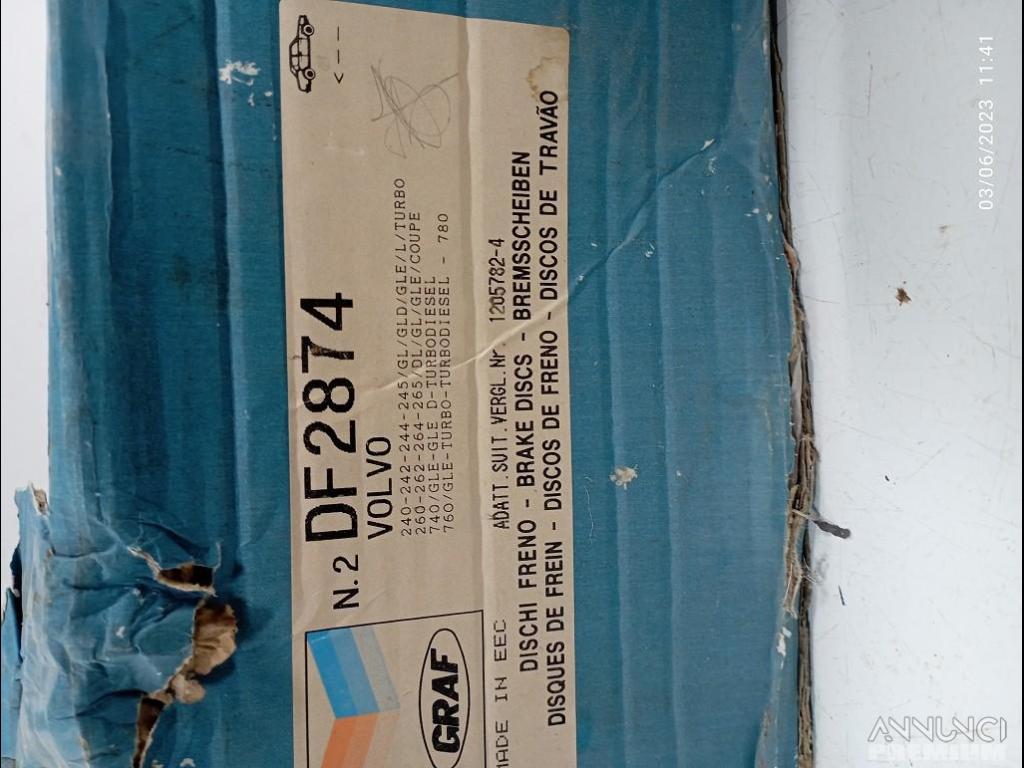 <--
N.2 DF2874
VOLVO
240-242-244-245/GL/GLD/GLE/L/TURBO
260-262-264-265/DL/GL/GLE/COUPE
740/GLE-GLE D-TURBODIESEL
760/GLE-TURBO-TURBODIESEL - 780
GRAF
MADE IN EEC
ADATT.SUIT.VERGL.Nr. 1205782-4
DISCHI FRENO - BRAKE DISCS - BREMSSCHEIBEN
DISQUES DE FREIN - DISCOS DE FRENO - DISCOS DE TRAVÃO
03/06/2023 11:41
ANNUNCI
PREMIUM